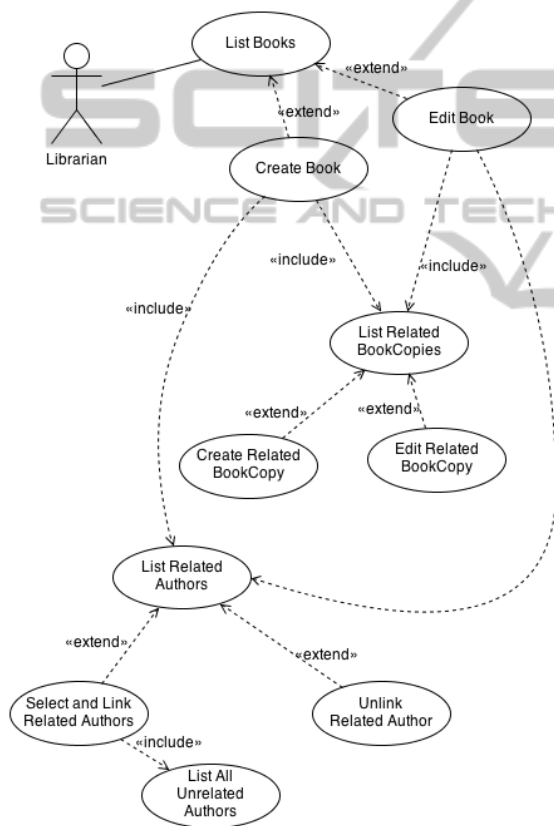 List Books
«extend»
Edit Book
«extend»
Librarian
Create Book
SCIENCE AND TECH
«include»
«include»
«include»
List Related
BookCopies
«extend»
«extend»
Create Related
BookCopy
Edit Related
BookCopy
List Related
Authors
«extend»
«extend»
Select and Link
Related Authors
Unlink
Related Author
«include»
List All
Unrelated
Authors